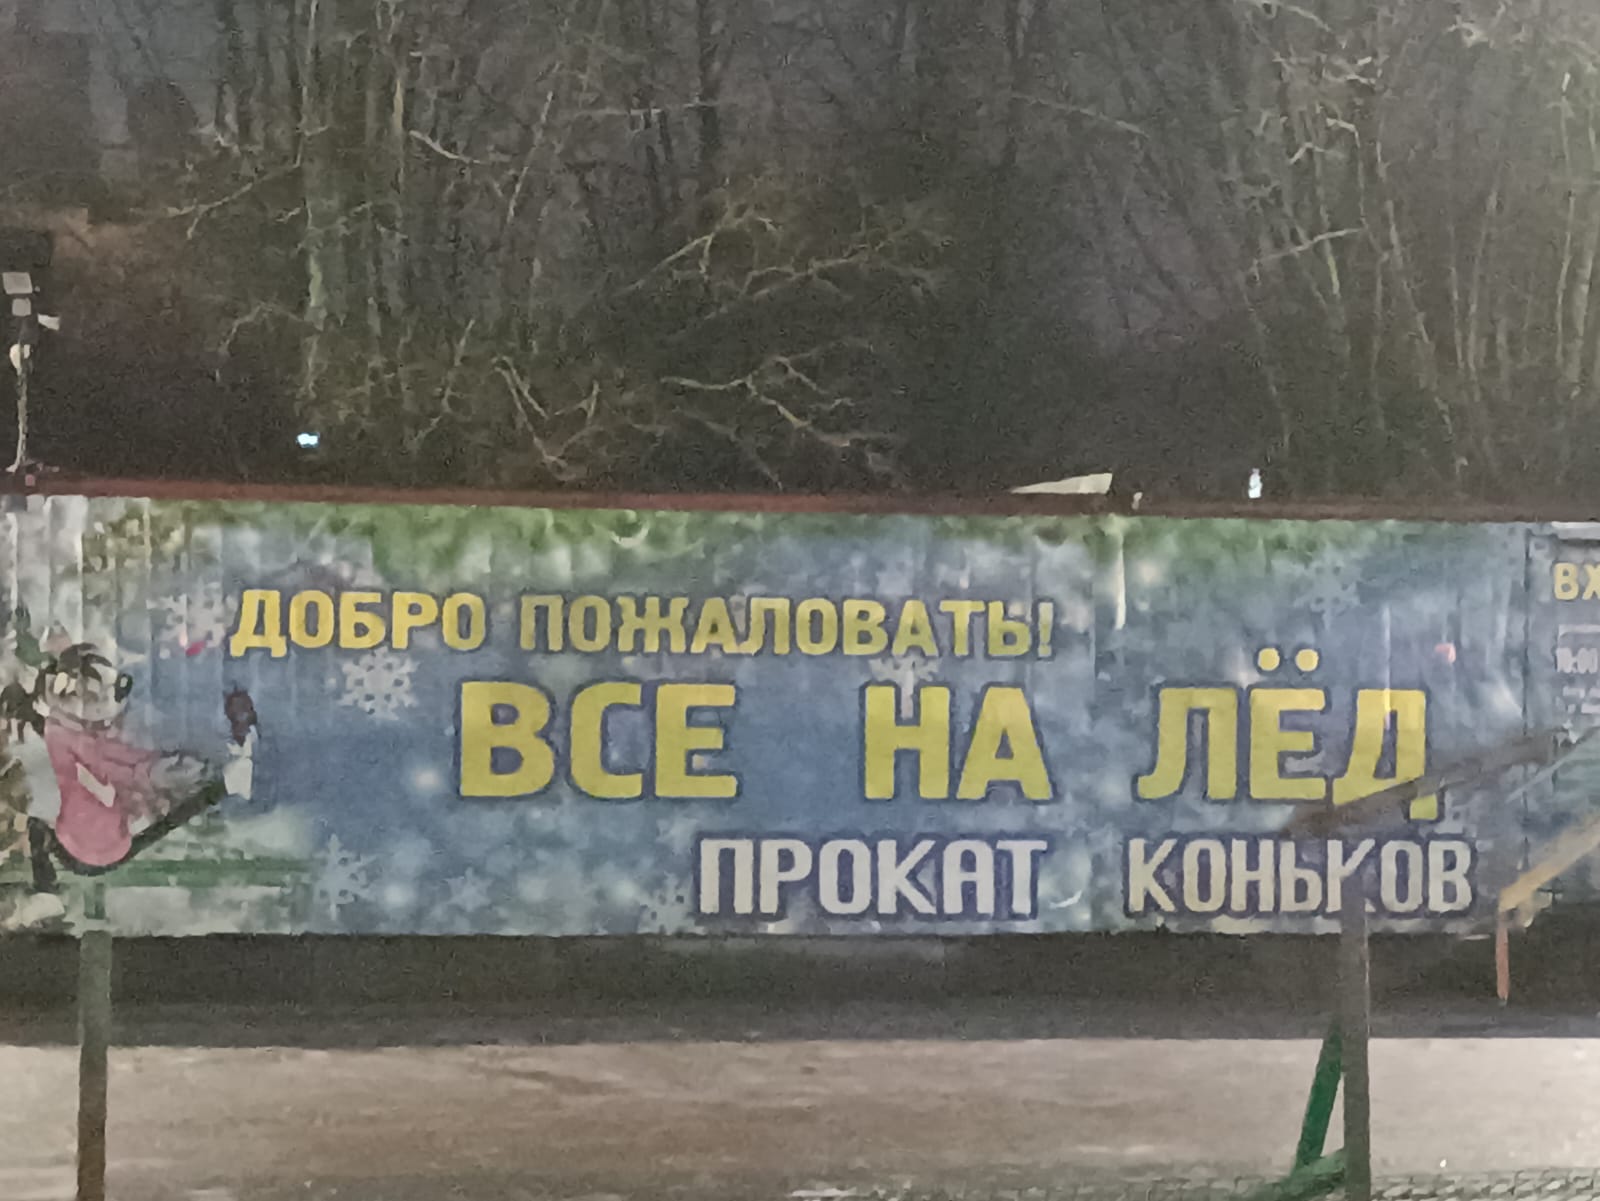 ДОБРО ПОЖАЛОВАТЬ!
ВСЕ НА ЛЁД
ПРОКАТ КОНЬКОВ